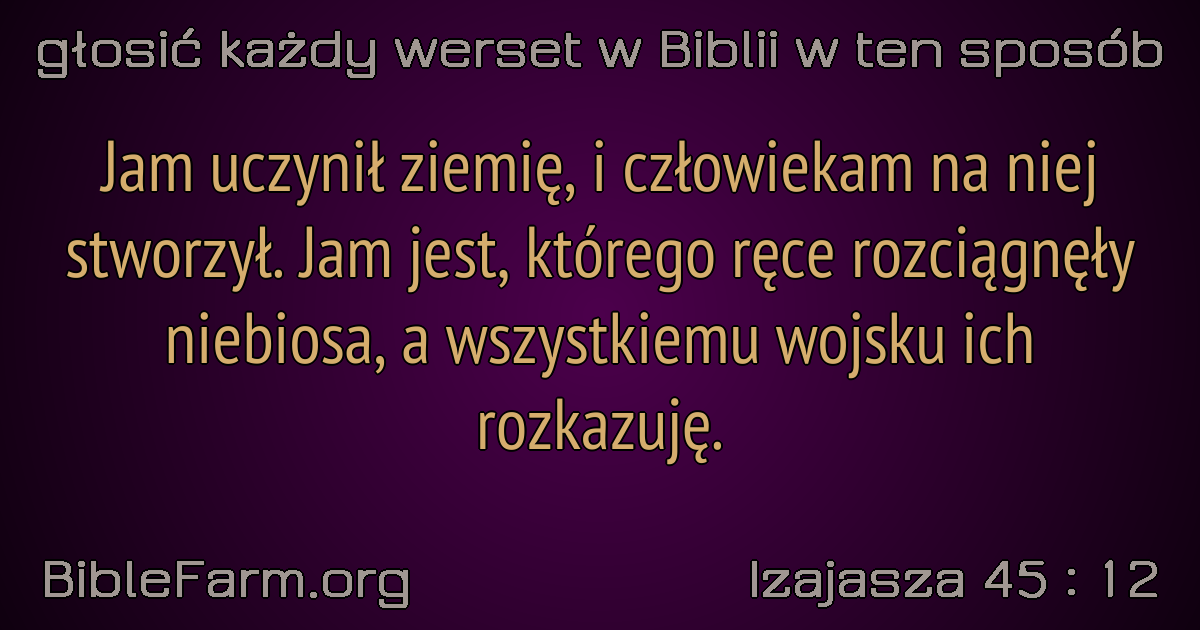 głosić każdy werset w Biblii w ten sposób
Jam uczynił ziemię, i człowiekam na niej
stworzył. Jam jest, którego ręce rozciągnęły
niebiosa, a wszystkiemu wojsku ich
rozkazuję.
BibleFarm.org
Izajasza 45 : 12